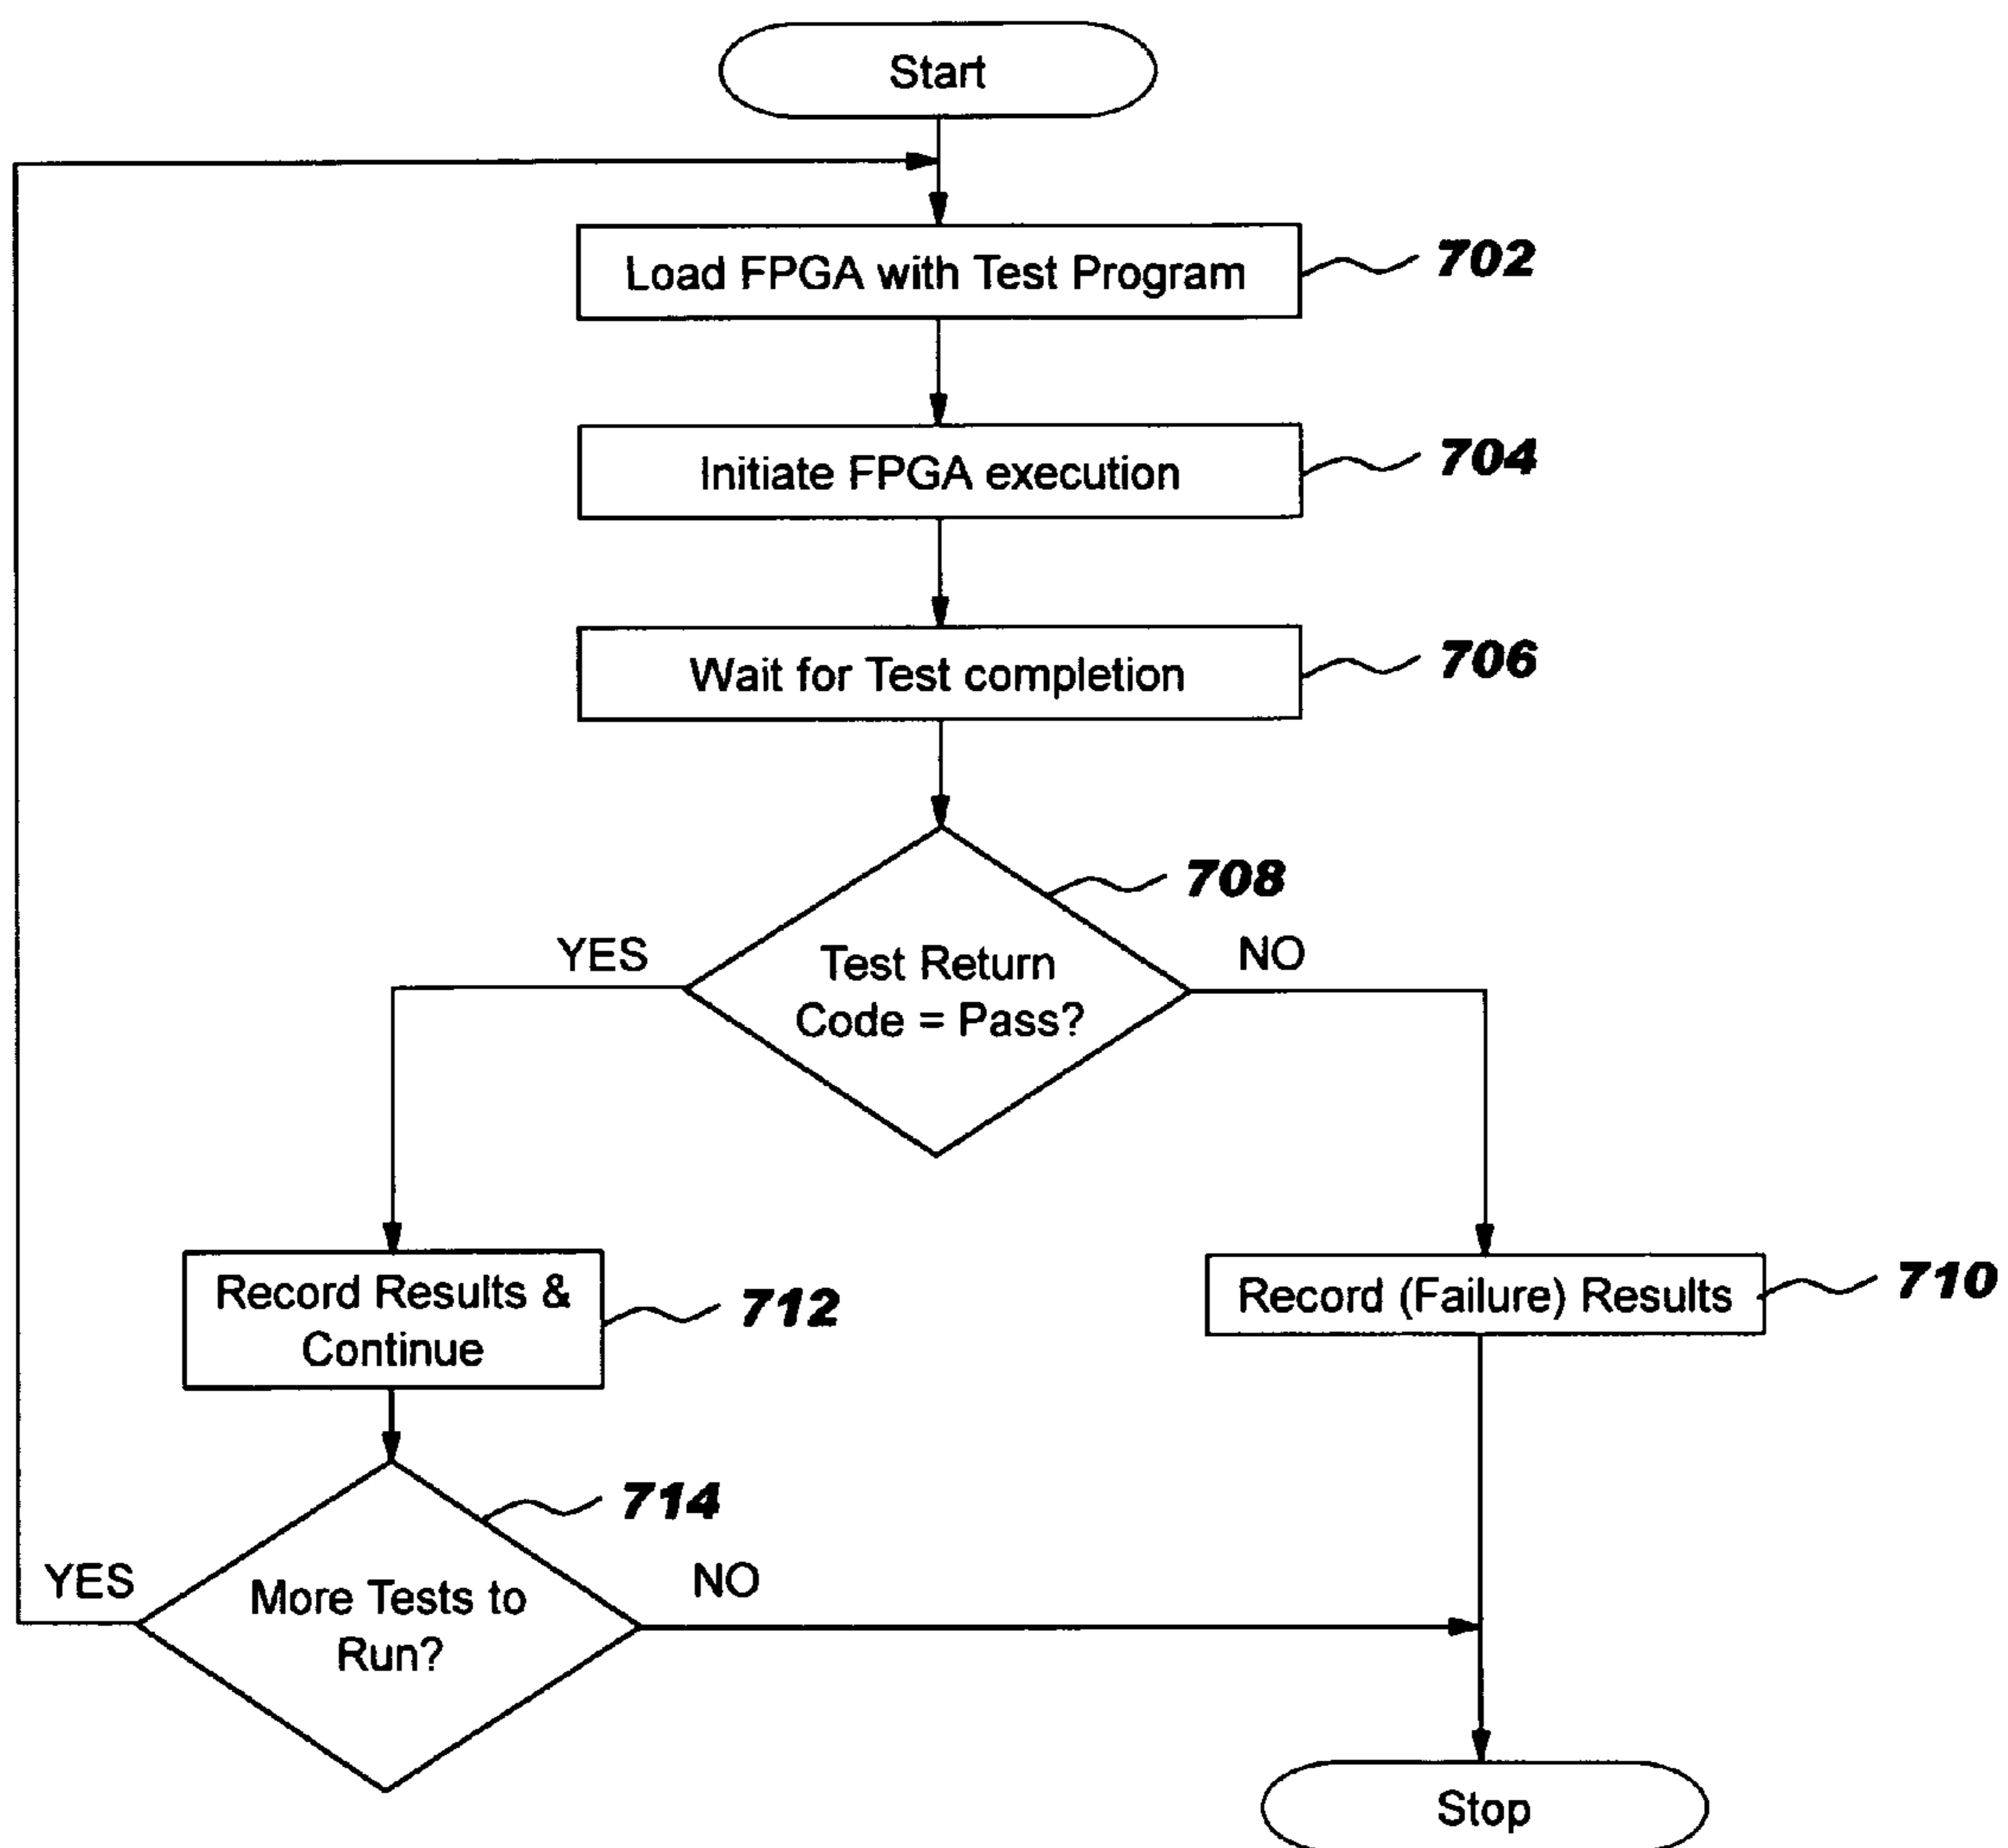 Start
Load FPGA with Test Program
702
Initiate FPGA execution
704
Wait for Test completion
706
708
YES
NO
Test Return
Code = Pass?
Record Results &
Continue
712
Record (Failure) Results
710
714
YES
NO
More Tests to
Run?
Stop